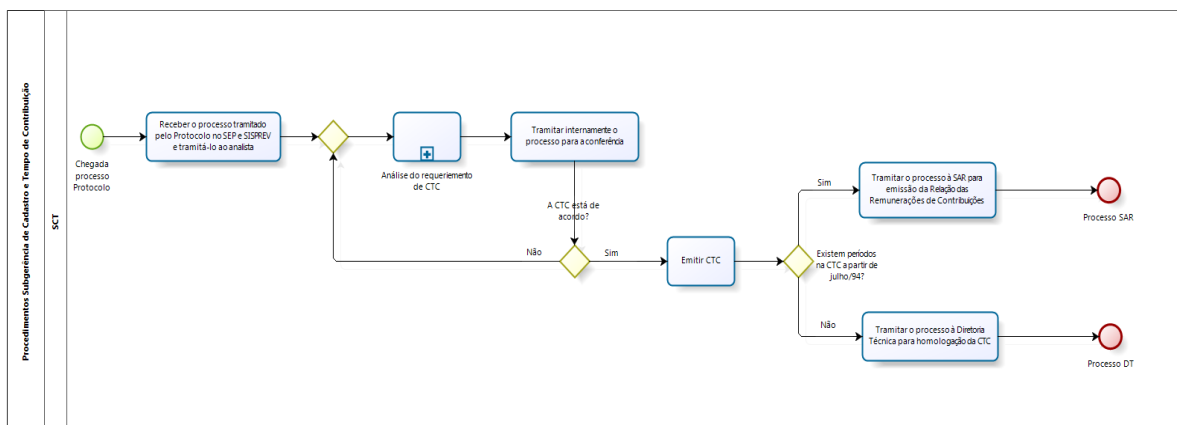 Procedimentos Subgerência de Cadastro e Tempo de Contribuição
SCT
Chegada
processo
Protocolo
Receber o processo tramitado
pelo Protocolo no SEP e SISPREV
e tramitá-lo ao analista
Análise do requeriemento
de CTC
Tramitar internamente o
processo para a conferência
A CTC está de
acordo?
Não
Sim
Emitir CTC
Existem períodos
na CTC a partir de
julho/94?
Sim
Tramitar o processo à SAR para
emissão da Relação das
Remunerações de Contribuições
Processo SAR
Não
Tramitar o processo à Diretoria
Técnica para homologação da CTC
Processo DT